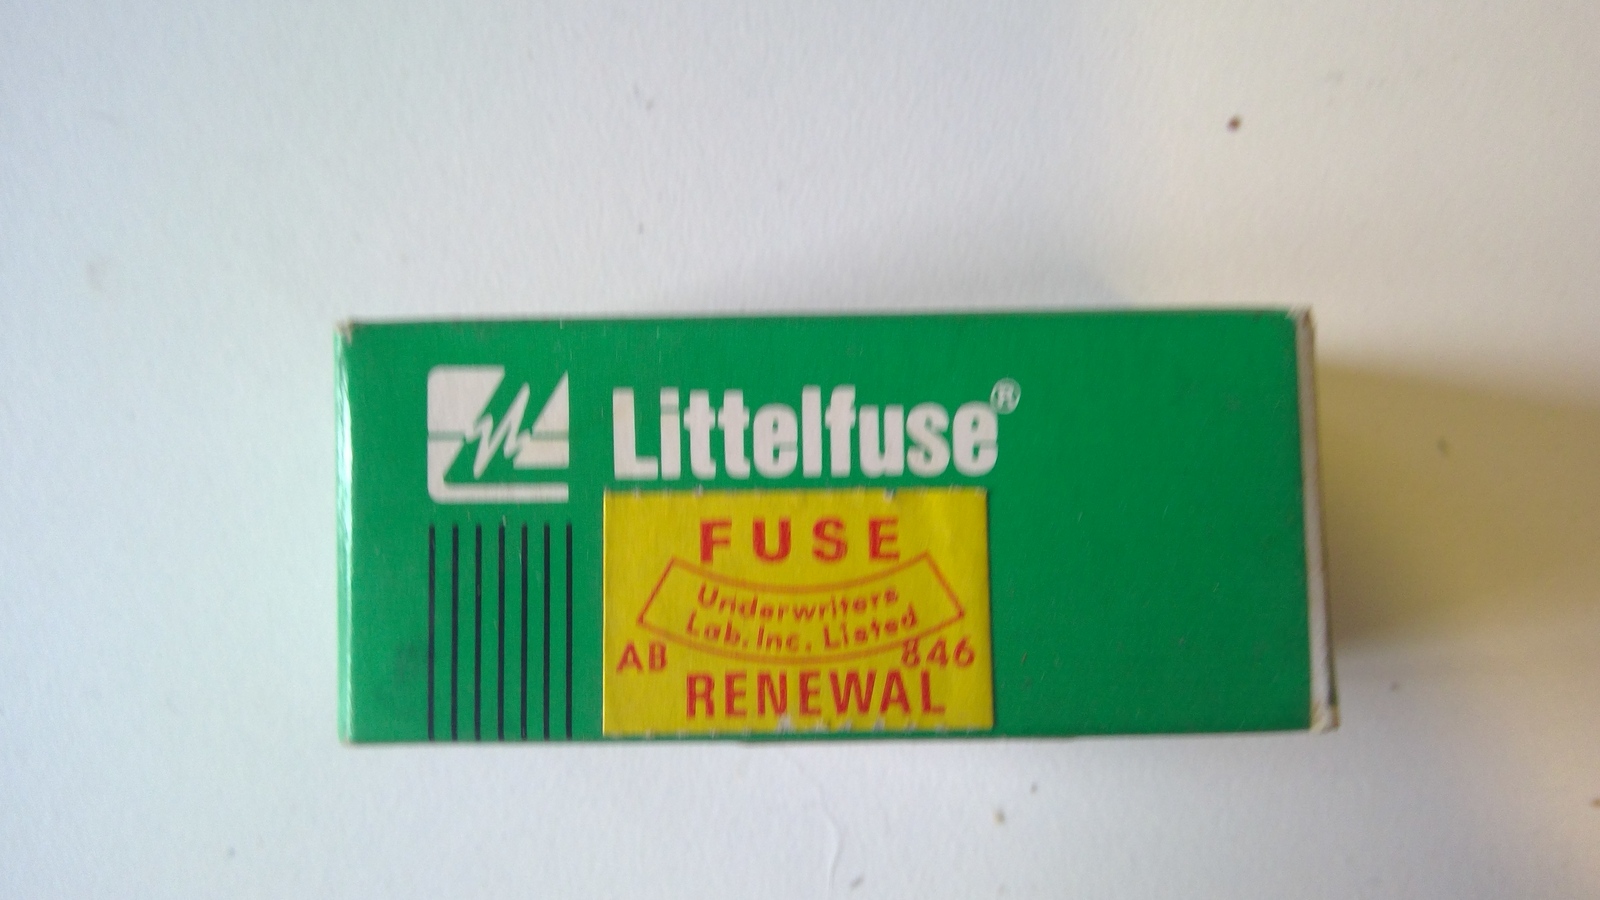 Littelfuse®
FUSE
Underwriters
Lab. Inc. Listed
AB 846
RENEWAL